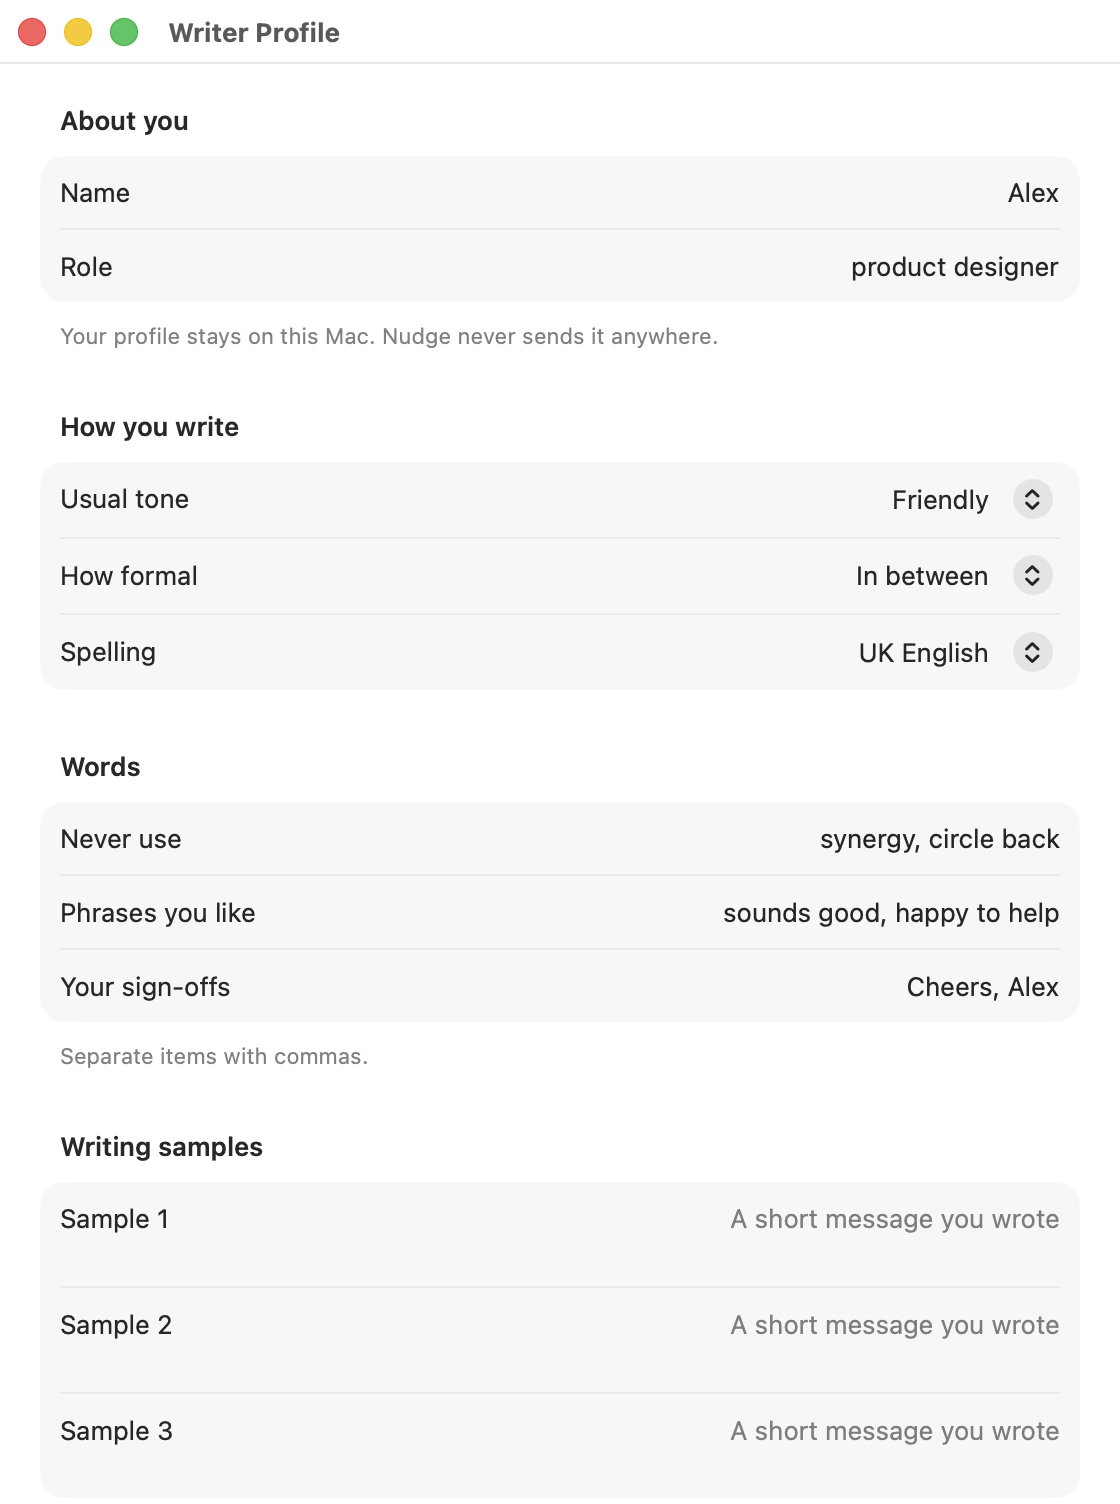 Writer Profile
About you
Name Alex
Role product designer
Your profile stays on this Mac. Nudge never sends it anywhere.
How you write
Usual tone Friendly
How formal In between
Spelling UK English
Words
Never use synergy, circle back
Phrases you like sounds good, happy to help
Your sign-offs Cheers, Alex
Separate items with commas.
Writing samples
Sample 1 A short message you wrote
Sample 2 A short message you wrote
Sample 3 A short message you wrote